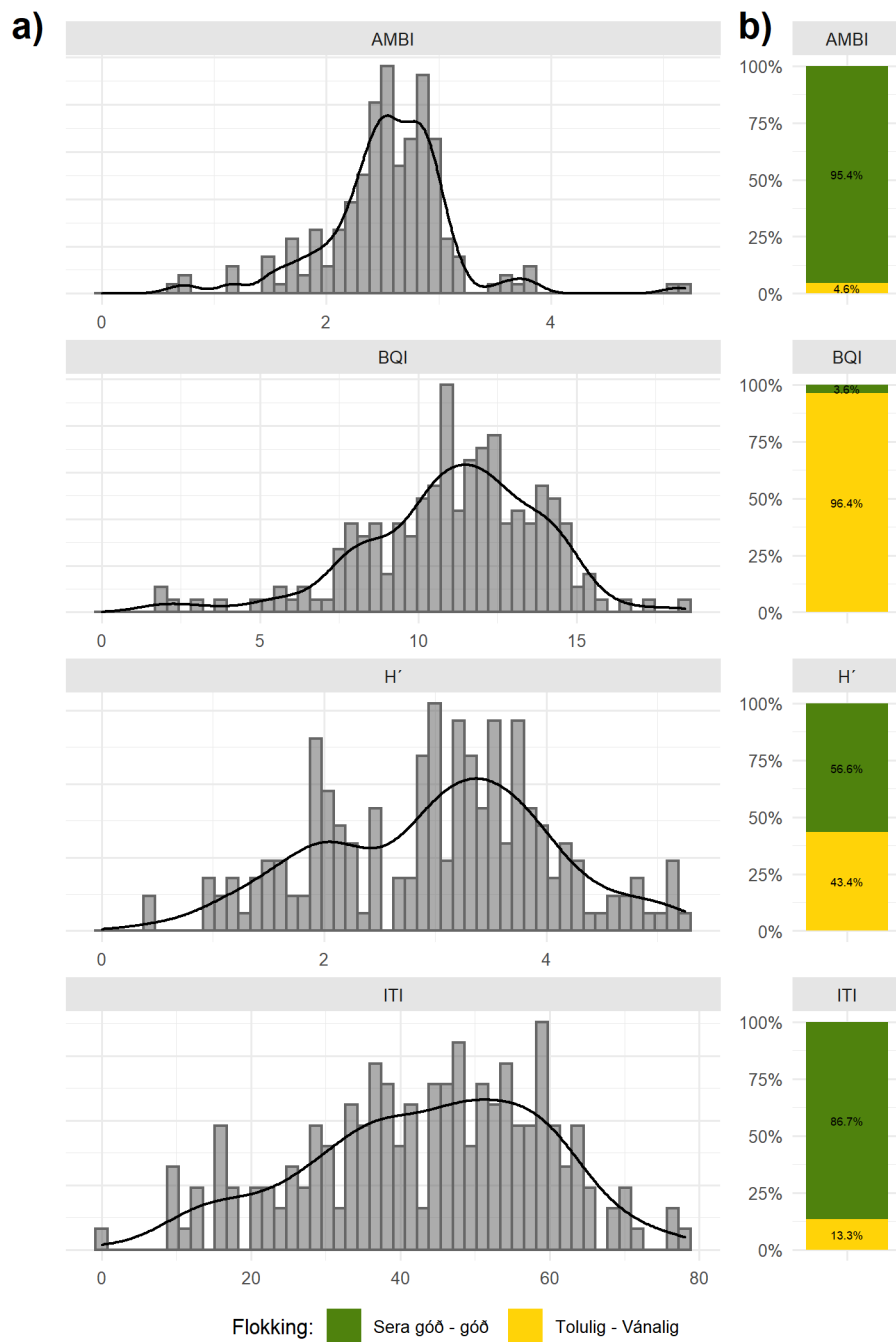 a)
b)
AMBI
AMBI
100%
75%
50%
25%
0%
95.4%
4.6%
0 2 4
BQI
BQI
100%
75%
50%
25%
0%
3.6%
96.4%
0 5 10 15
H´
H´
100%
75%
50%
25%
0%
56.6%
43.4%
0 2 4
ITI
ITI
100%
75%
50%
25%
0%
86.7%
13.3%
0 20 40 60 80
Flokking: Sera góð - góð Tolulig - Vánalig